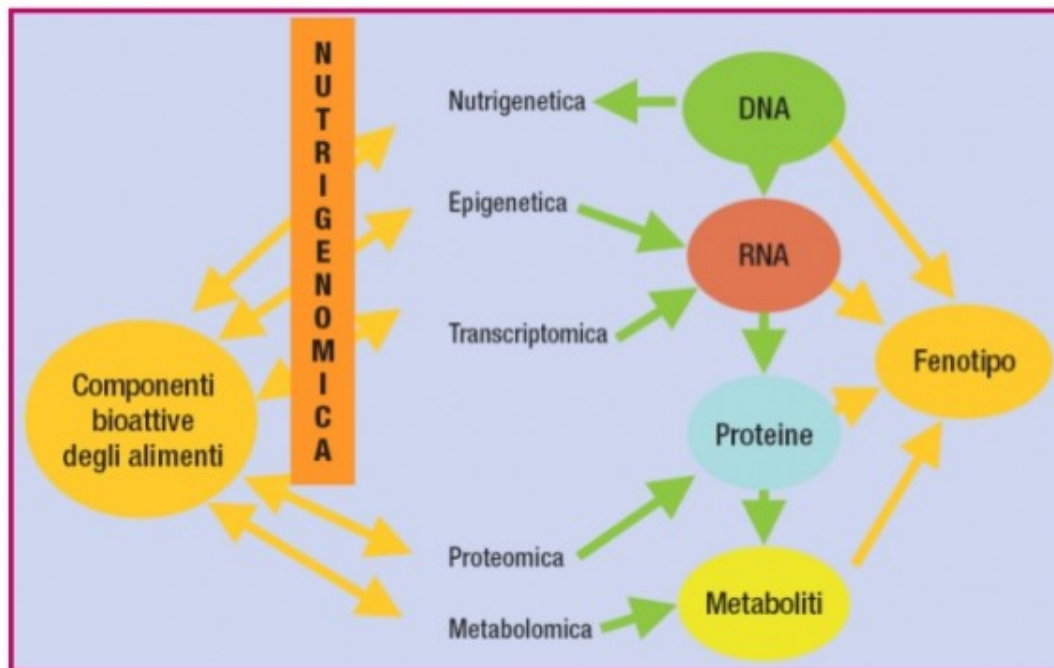 NUTRIGENOMICA
Nutrigenetica
DNA
Epigenetica
RNA
Transcriptomica
Fenotipo
Componenti
bioattive
degli alimenti
Proteine
Proteomica
Metaboliti
Metabolomica